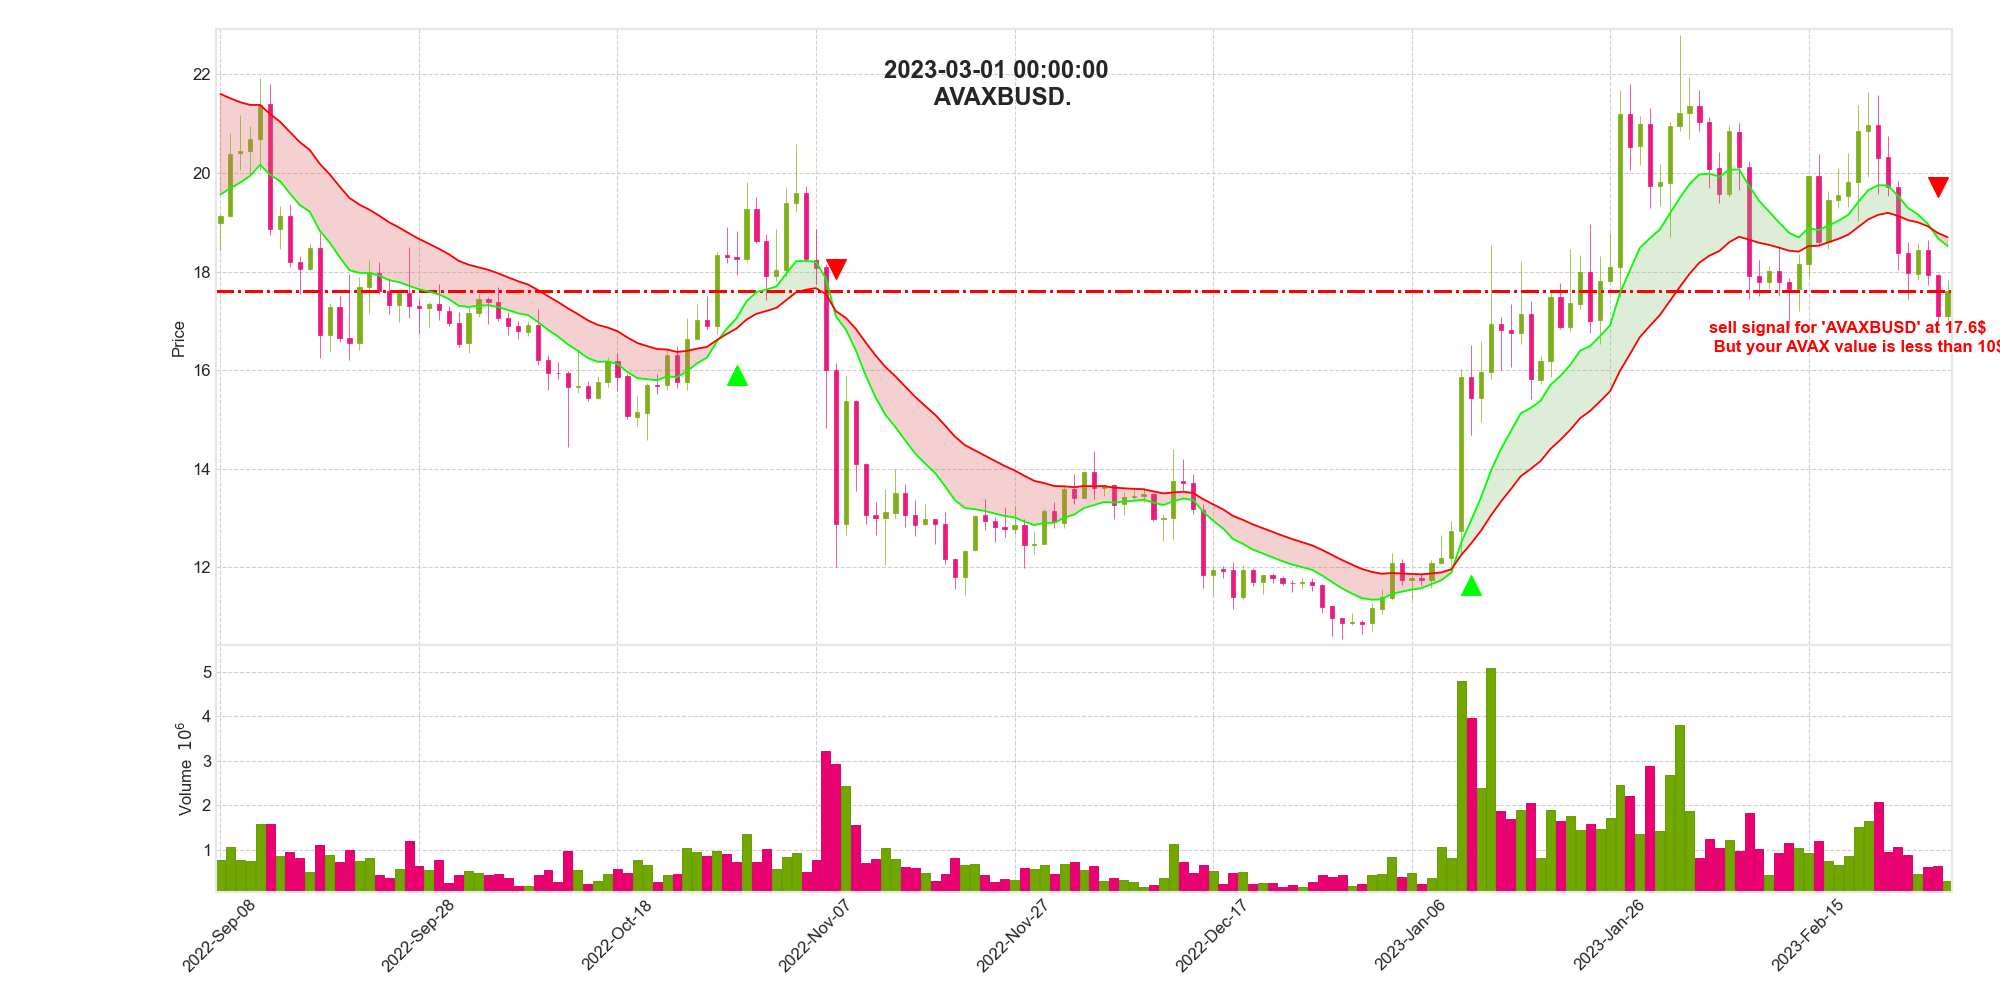 2023-03-01 00:00:00
AVAXBUSD.
22
20
18
16
14
12
Price
sell signal for 'AVAXBUSD' at 17.6$
But your AVAX value is less than 10$
5
4
3
2
1
Volume 10^6
2022-Sep-08
2022-Sep-28
2022-Oct-18
2022-Nov-07
2022-Nov-27
2022-Dec-17
2023-Jan-06
2023-Jan-26
2023-Feb-15